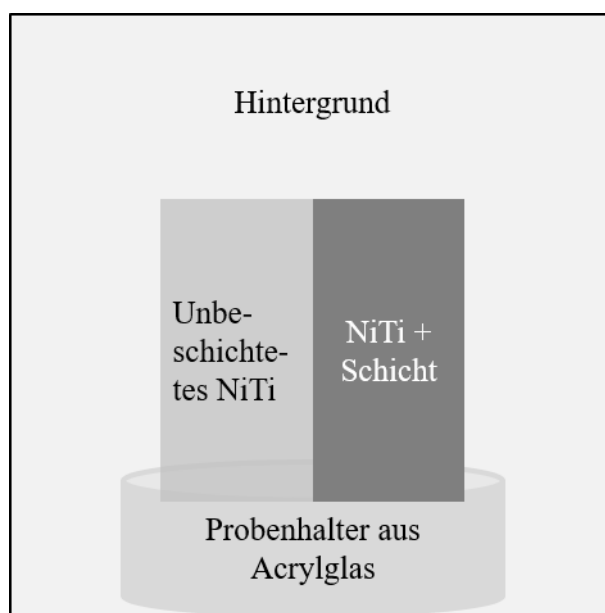 Hintergrund
Unbe-
schichte-
tes NiTi
NiTi +
Schicht
Probenhalter aus
Acrylglas